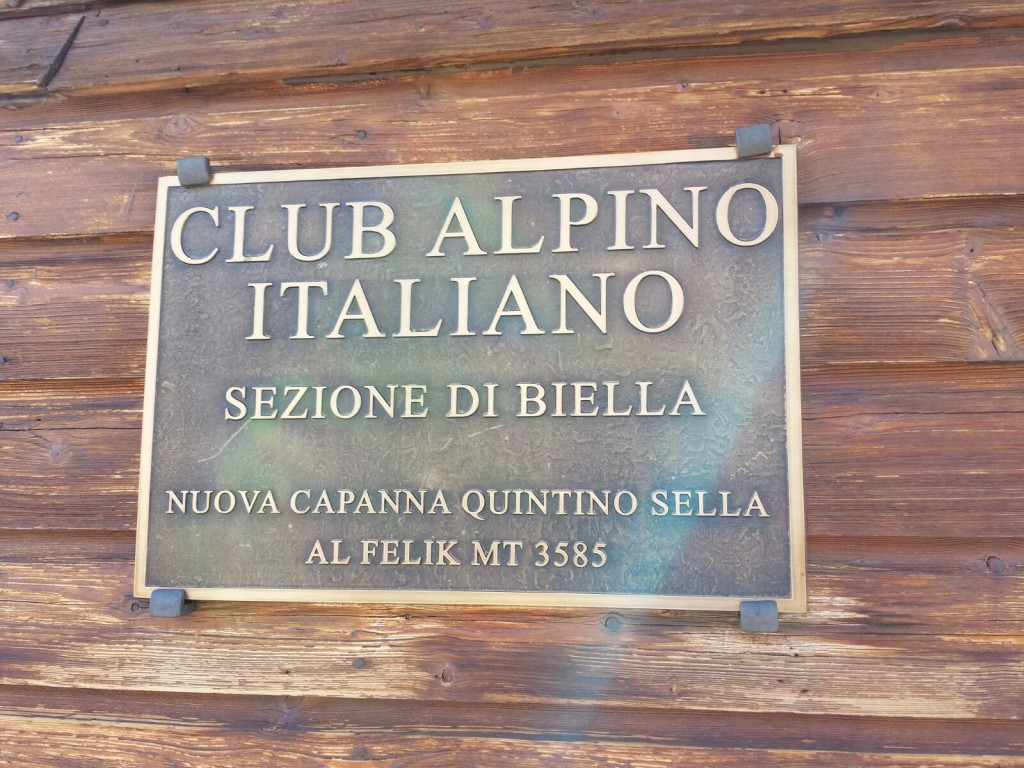 CLUB ALPINO
ITALIANO
SEZIONE DI BIELLA
NUOVA CAPANNA QUINTINO SELLA
AL FELIK MT 3585